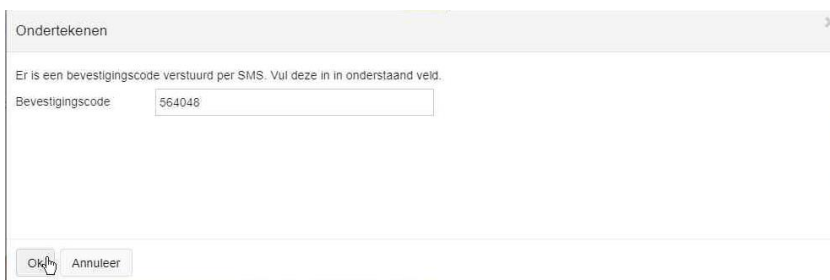 Ondertekenen
Er is een bevestigingscode verstuurd per SMS. Vul deze in in onderstaand veld.
Bevestigingscode 564048
Ok Annuleer